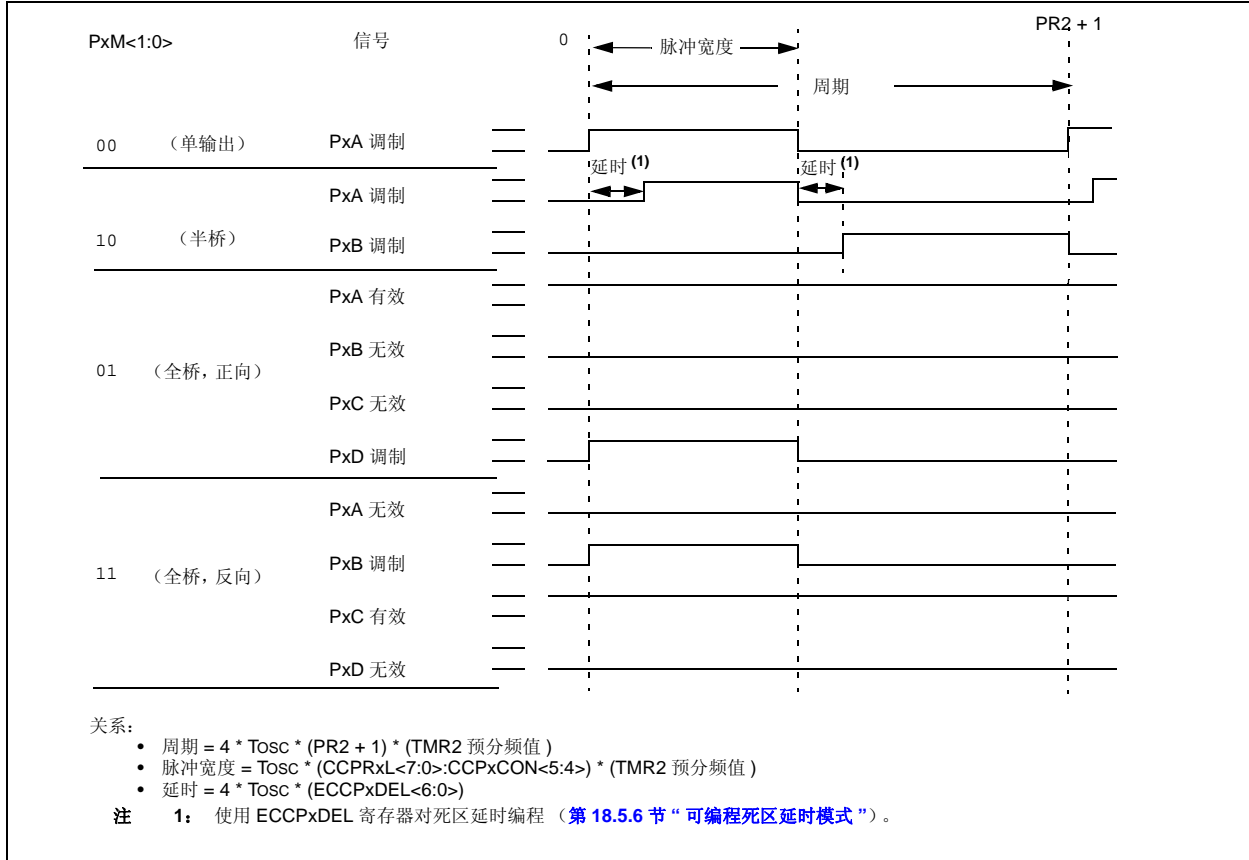 PR2 + 1
PxM<1:0> 信号 0 脉冲宽度
周期
00 （单输出） PxA 调制
延时(1) 延时(1)
PxA 调制
10 （半桥） PxB 调制
PxA 有效
PxB 无效
01 （全桥，正向）
PxC 无效
PxD 调制
PxA 无效
PxB 调制
11 （全桥，反向）
PxC 有效
PxD 无效
关系：
• 周期 = 4 * TOSC * (PR2 + 1) * (TMR2 预分频值 )
• 脉冲宽度 = TOSC * (CCPRxL<7:0>:CCPxCON<5:4>) * (TMR2 预分频值 )
• 延时 = 4 * TOSC * (ECCPxDEL<6:0>)
注 1： 使用 ECCPxDEL 寄存器对死区延时编程 （第 18.5.6 节 “ 可编程死区延时模式 ”）。